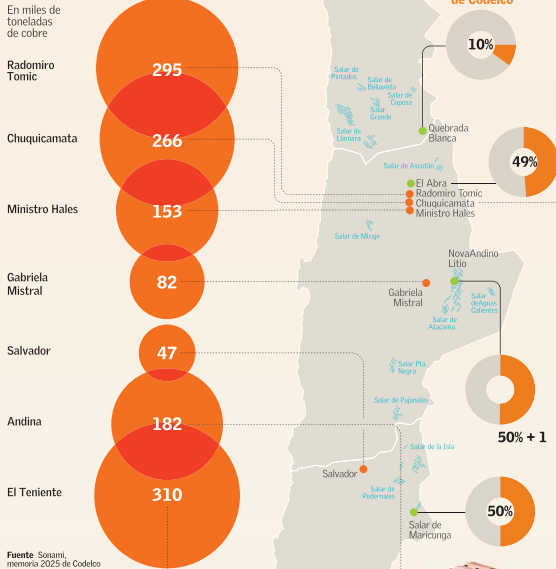 de Codelco
En miles de
toneladas
de cobre
Radomiro
Tomic
295
Chuquicamata
266
Ministro Hales
153
Gabriela
Mistral
82
Salvador
47
Andina
182
El Teniente
310
Fuente Sonami,
memoria 2025 de Codelco
Salar de
Pintados
Salar de
Bellavista
Salar de
Coposa
Salar
Grande
Salar de
Llamara
Quebrada
Blanca
10%
Salar de Ascotán
El Abra
Radomiro Tomic
Chuquicamata
Ministro Hales
49%
Salar de Miraje
NovaAndino
Litio
Gabriela
Mistral
Salar
deAguas
Calientes
Salar de
Atacama
Salar Pta.
Negra
50% + 1
Salar de Pajonales
Salar de la Isla
Salvador
Salar de
Pedernales
Salar de
Maricunga
50%